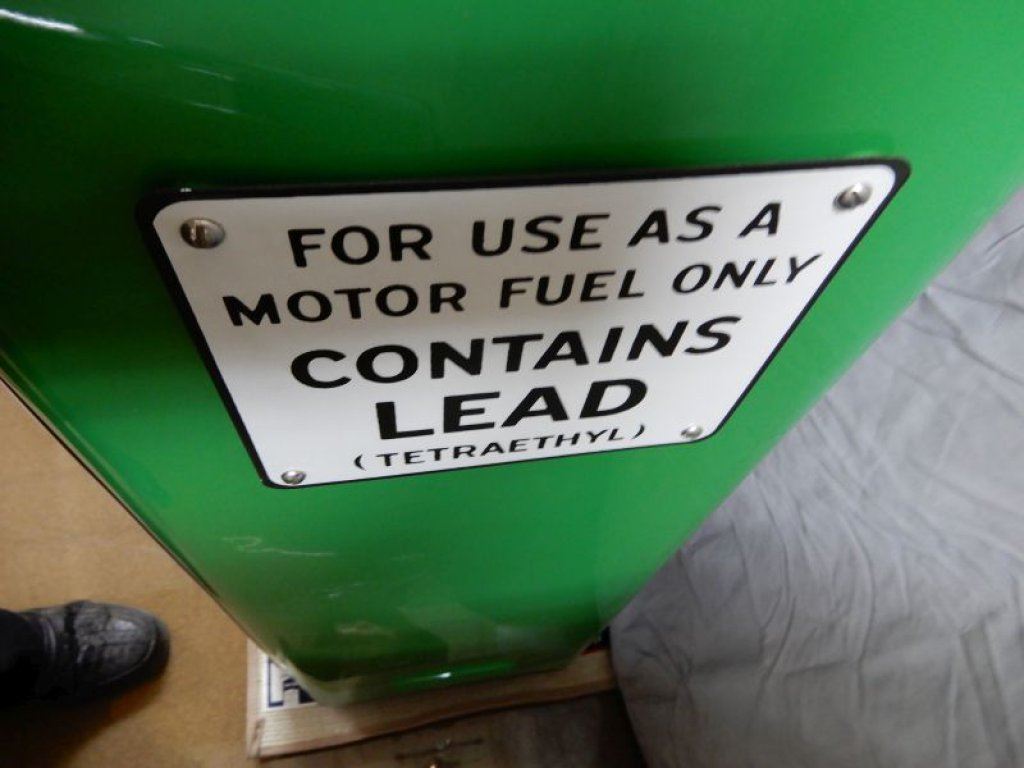 FOR USE AS A
MOTOR FUEL ONLY
CONTAINS
LEAD
(TETRAETHYL)